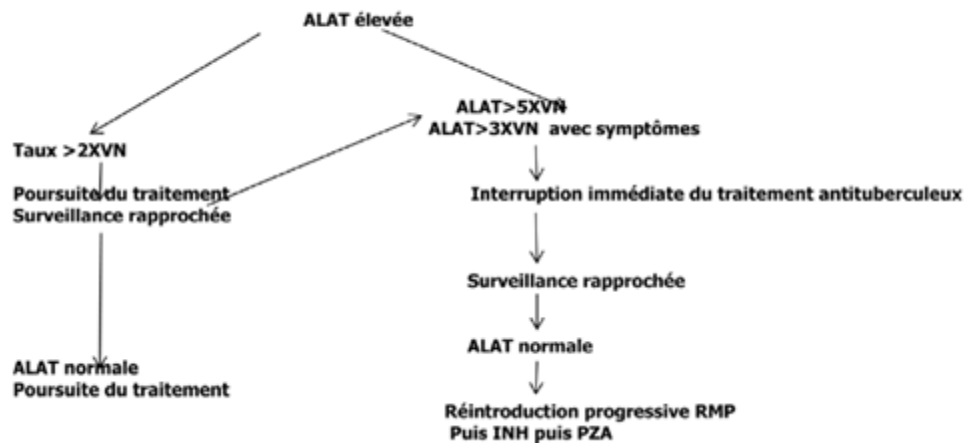 ALAT élevée
Taux >2XVN
Poursuite du traitement
Surveillance rapprochée
ALAT normale
Poursuite du traitement
ALAT>5XVN
ALAT>3XVN avec symptômes
Interruption immédiate du traitement antituberculeux
Surveillance rapprochée
ALAT normale
Réintroduction progressive RMP
Puis INH puis PZA